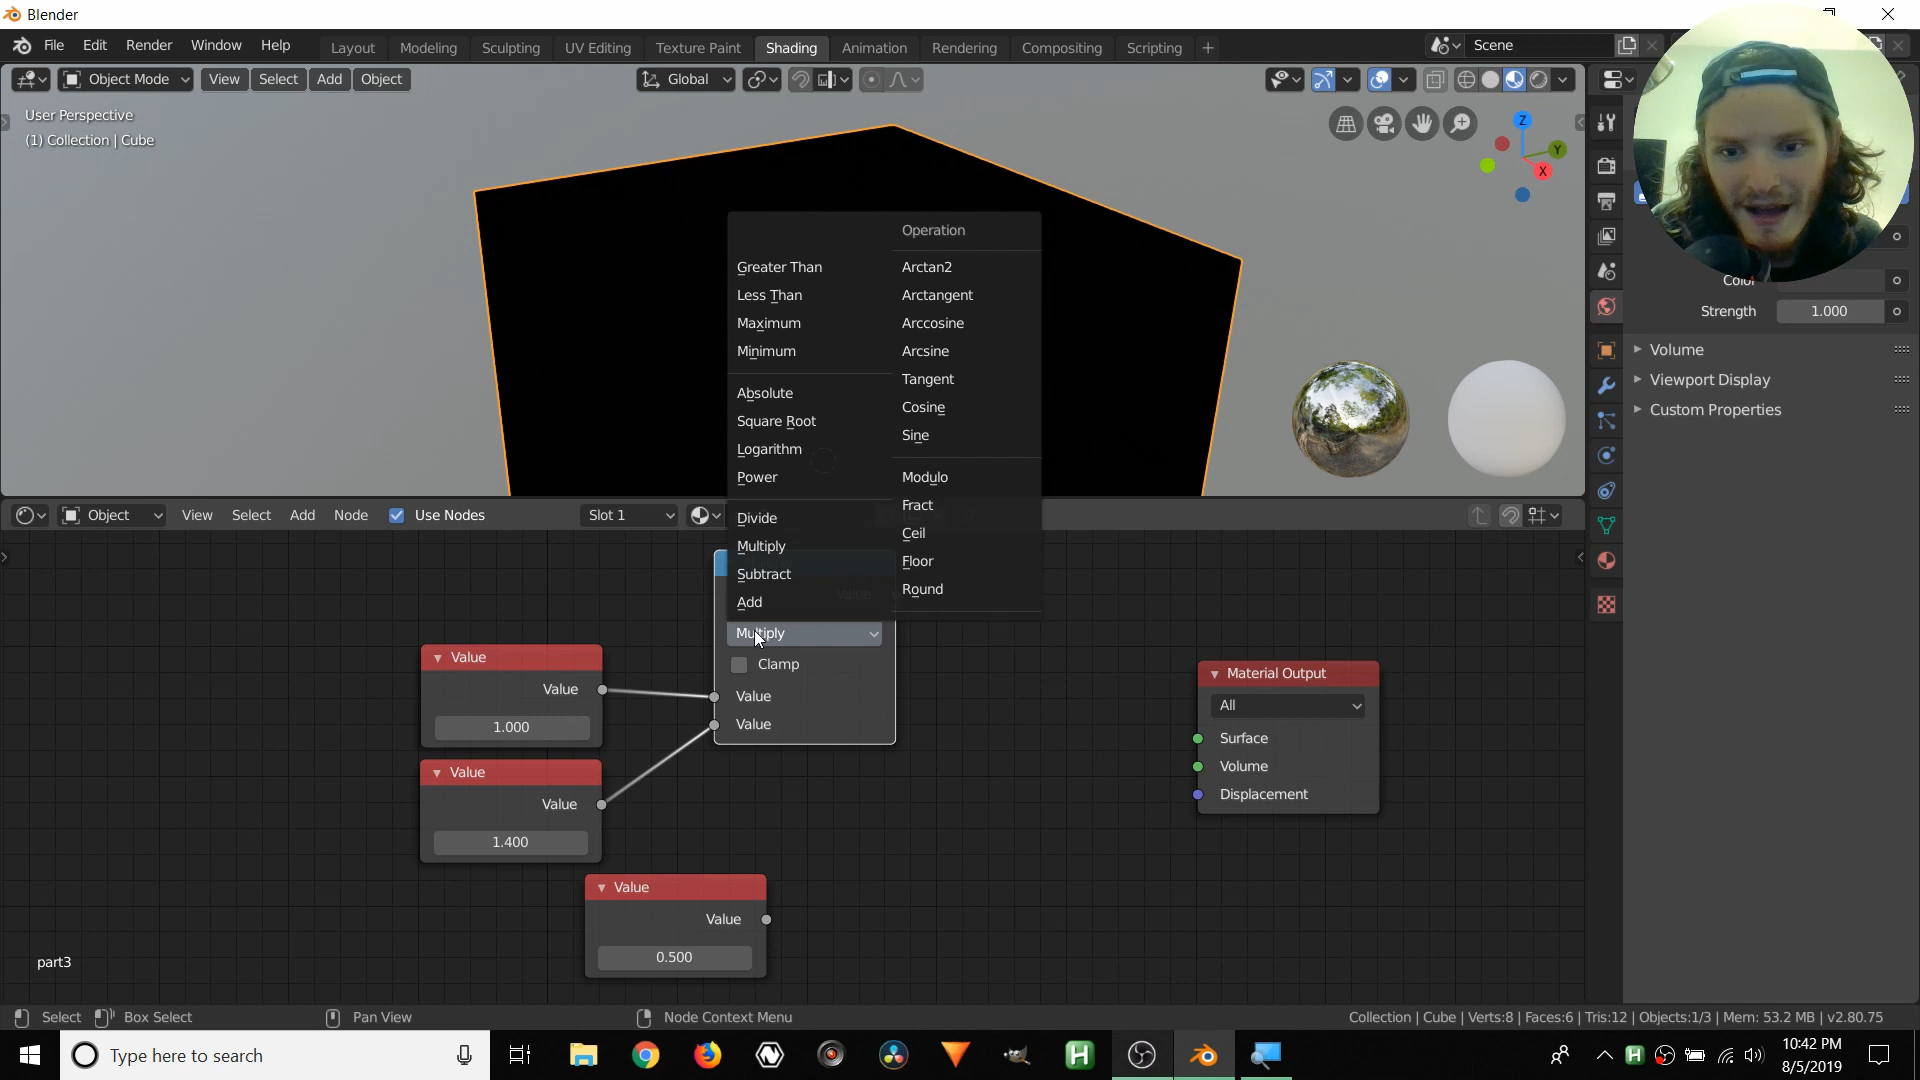 Blender
File Edit Render Window Help Layout Modeling Sculpting UV Editing Texture Paint Shading Animation Rendering Compositing Scripting + Scene
Object Mode View Select Add Object Global
User Perspective
(1) Collection | Cube
Z
Y
X
Color
Strength 1.000
Volume
Viewport Display
Custom Properties
Operation
Greater Than Arctan2
Less Than Arctangent
Maximum Arccosine
Minimum Arcsine
Absolute Tangent
Square Root Cosine
Logarithm Sine
Power Modulo
Divide Fract
Multiply Ceil
Subtract Floor
Add Round
Object View Select Add Node Use Nodes Slot 1
Value
Multiply
Clamp
Value
Value
Value
Value
1.000
Value
Value
1.400
Value
Value
0.500
Material Output
All
Surface
Volume
Displacement
part3
Select Box Select Pan View Node Context Menu Collection | Cube | Verts:8 | Faces:6 | Tris:12 | Objects:1/3 | Mem: 53.2 MB | v2.80.75
Type here to search
10:42 PM
8/5/2019